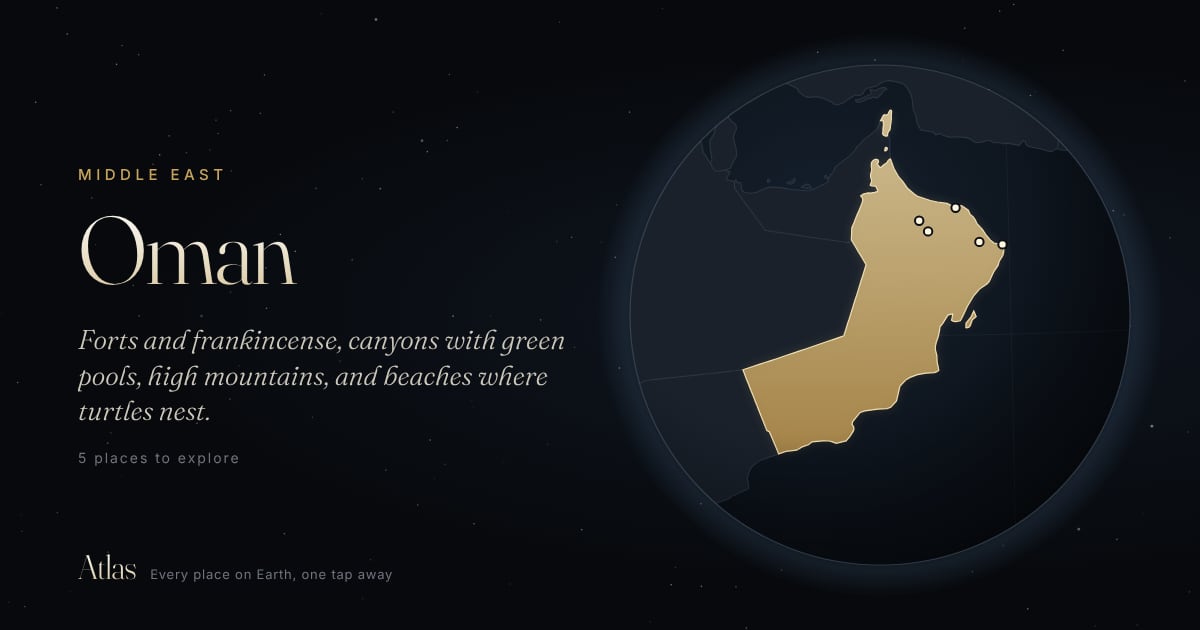 MIDDLE EAST
Oman
Forts and frankincense, canyons with green
pools, high mountains, and beaches where
turtles nest.
5 places to explore
Atlas Every place on Earth, one tap away